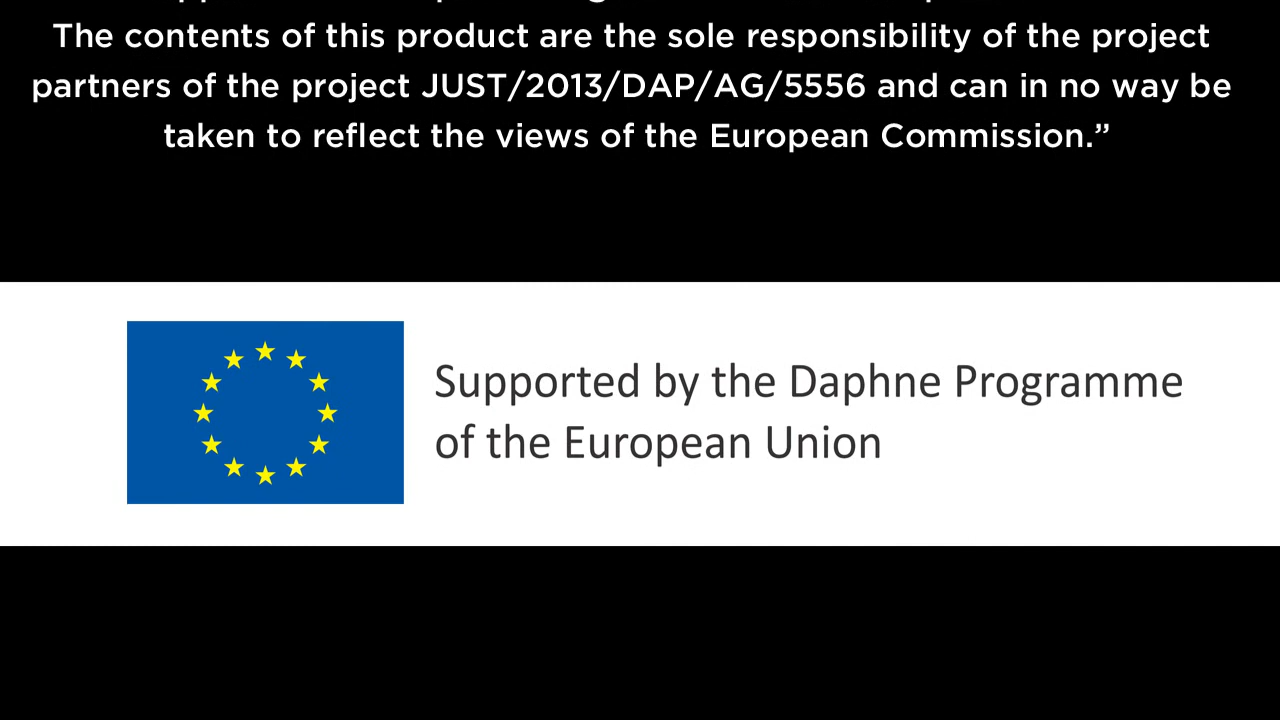 The contents of this product are the sole responsibility of the project
partners of the project JUST/2013/DAP/AG/5556 and can in no way be
taken to reflect the views of the European Commission.”
Supported by the Daphne Programme
of the European Union